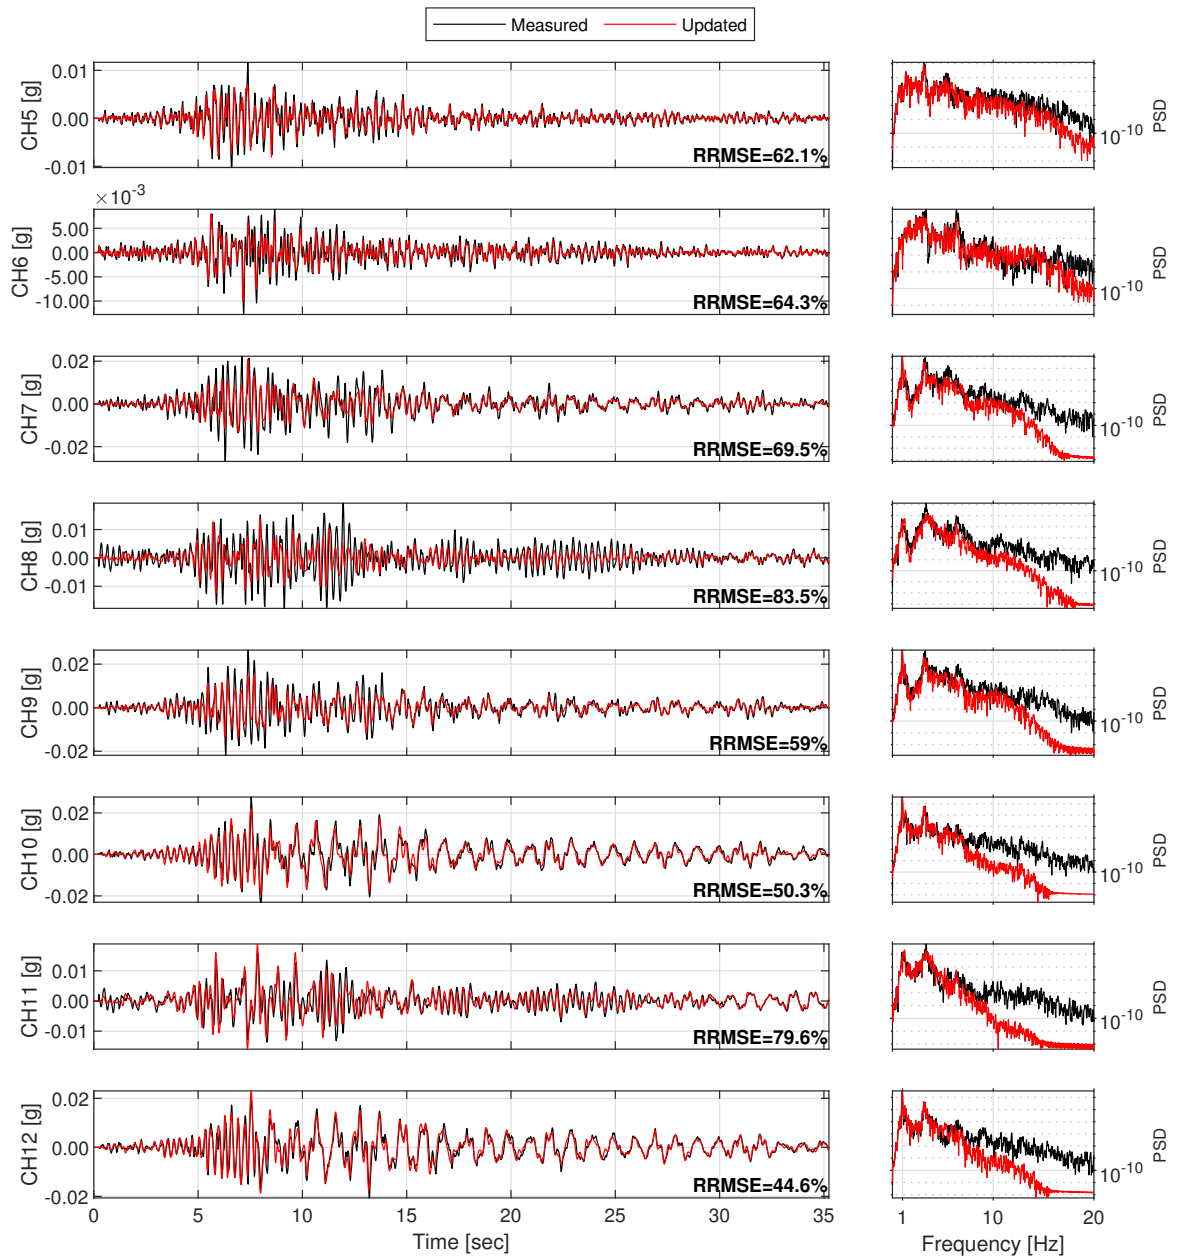 Measured Updated
CH5 [g]
0.01
0.00
-0.01
RRMSE=62.1%
10^-10
PSD
×10^-3
CH6 [g]
5.00
0.00
-5.00
-10.00
RRMSE=64.3%
10^-10
PSD
CH7 [g]
0.02
0.00
-0.02
RRMSE=69.5%
10^-10
PSD
CH8 [g]
0.01
0.00
-0.01
RRMSE=83.5%
10^-10
PSD
CH9 [g]
0.02
0.00
-0.02
RRMSE=59%
10^-10
PSD
CH10 [g]
0.02
0.00
-0.02
RRMSE=50.3%
10^-10
PSD
CH11 [g]
0.01
0.00
-0.01
RRMSE=79.6%
10^-10
PSD
CH12 [g]
0.02
0.00
-0.02
RRMSE=44.6%
10^-10
PSD
0 5 10 15 20 25 30 35
Time [sec]
1 10 20
Frequency [Hz]